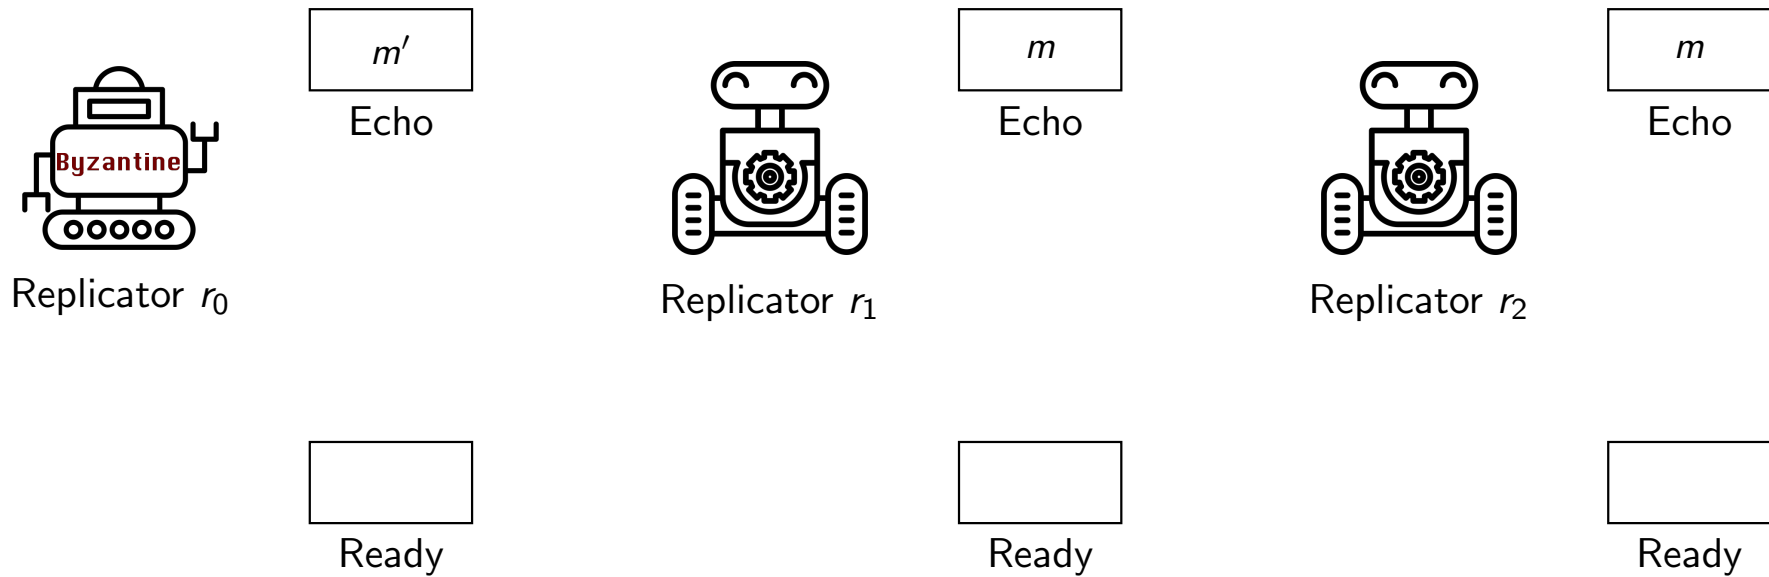 m′
m
m
Echo
Echo
Echo
Byzantine
Replicator r₀
Replicator r₁
Replicator r₂
Ready
Ready
Ready